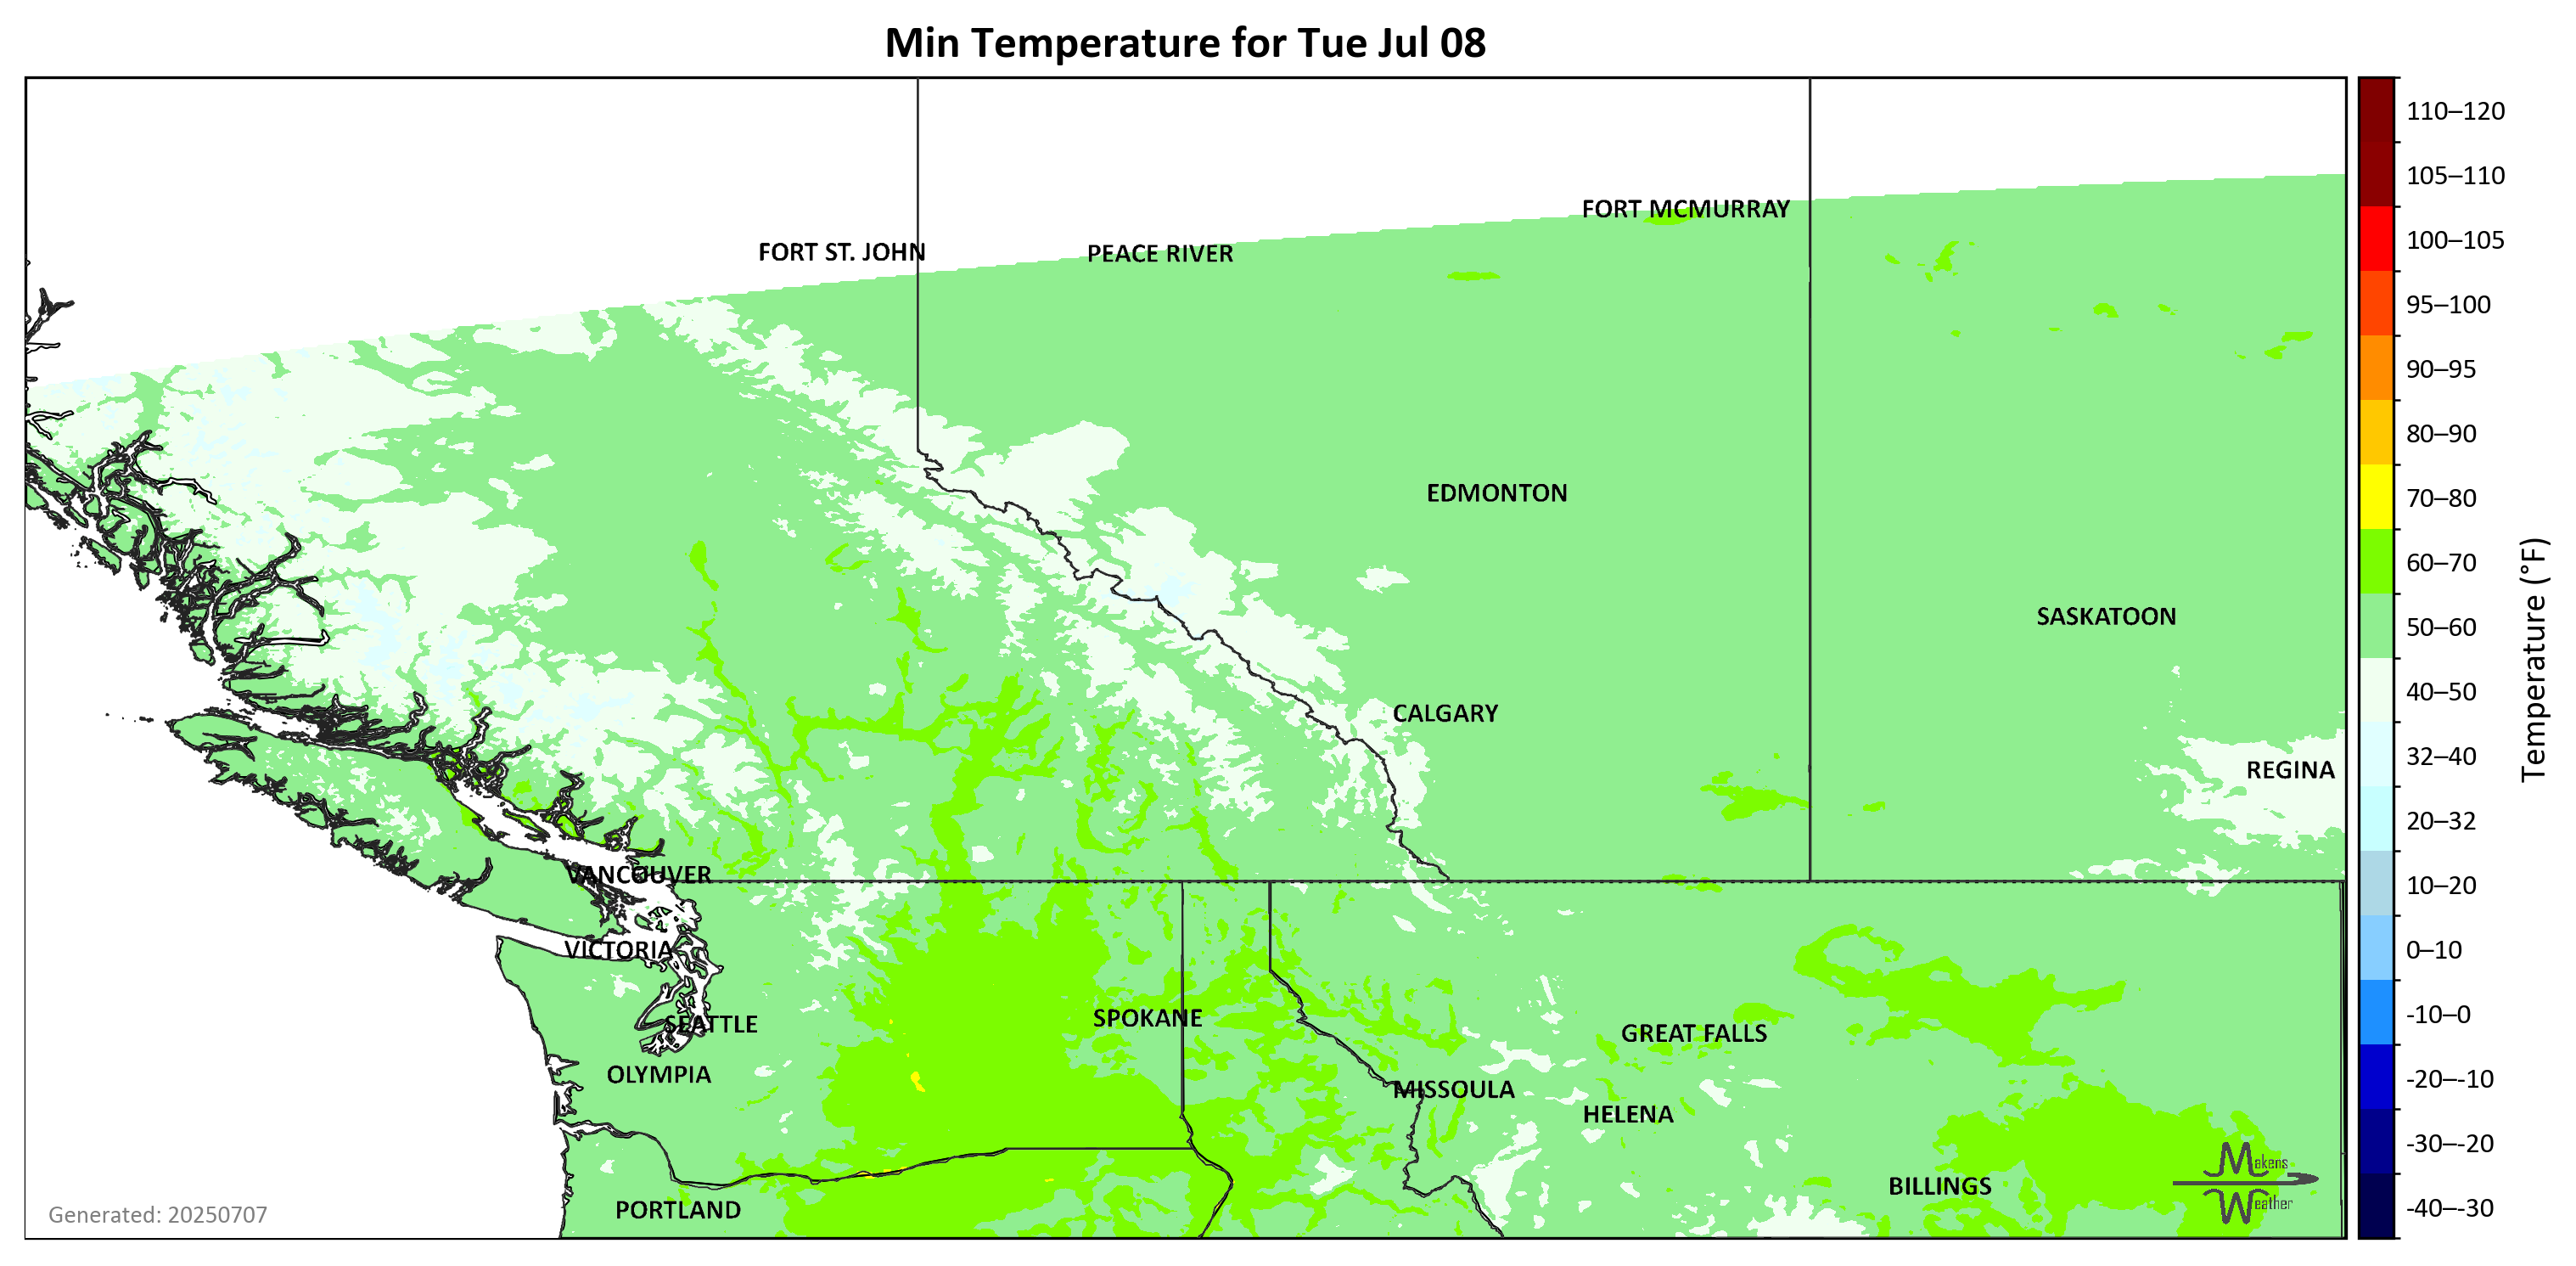 Min Temperature for Tue Jul 08
FORT MCMURRAY
FORT ST. JOHN
PEACE RIVER
EDMONTON
SASKATOON
CALGARY
REGINA
VANCOUVER
VICTORIA
SPOKANE
SEATTLE
GREAT FALLS
OLYMPIA
MISSOULA
HELENA
BILLINGS
PORTLAND
Makens
Weather
Generated: 20250707
110–120
105–110
100–105
95–100
90–95
80–90
70–80
60–70
50–60
40–50
32–40
20–32
10–20
0–10
-10–0
-20–-10
-30–-20
-40–-30
Temperature (°F)